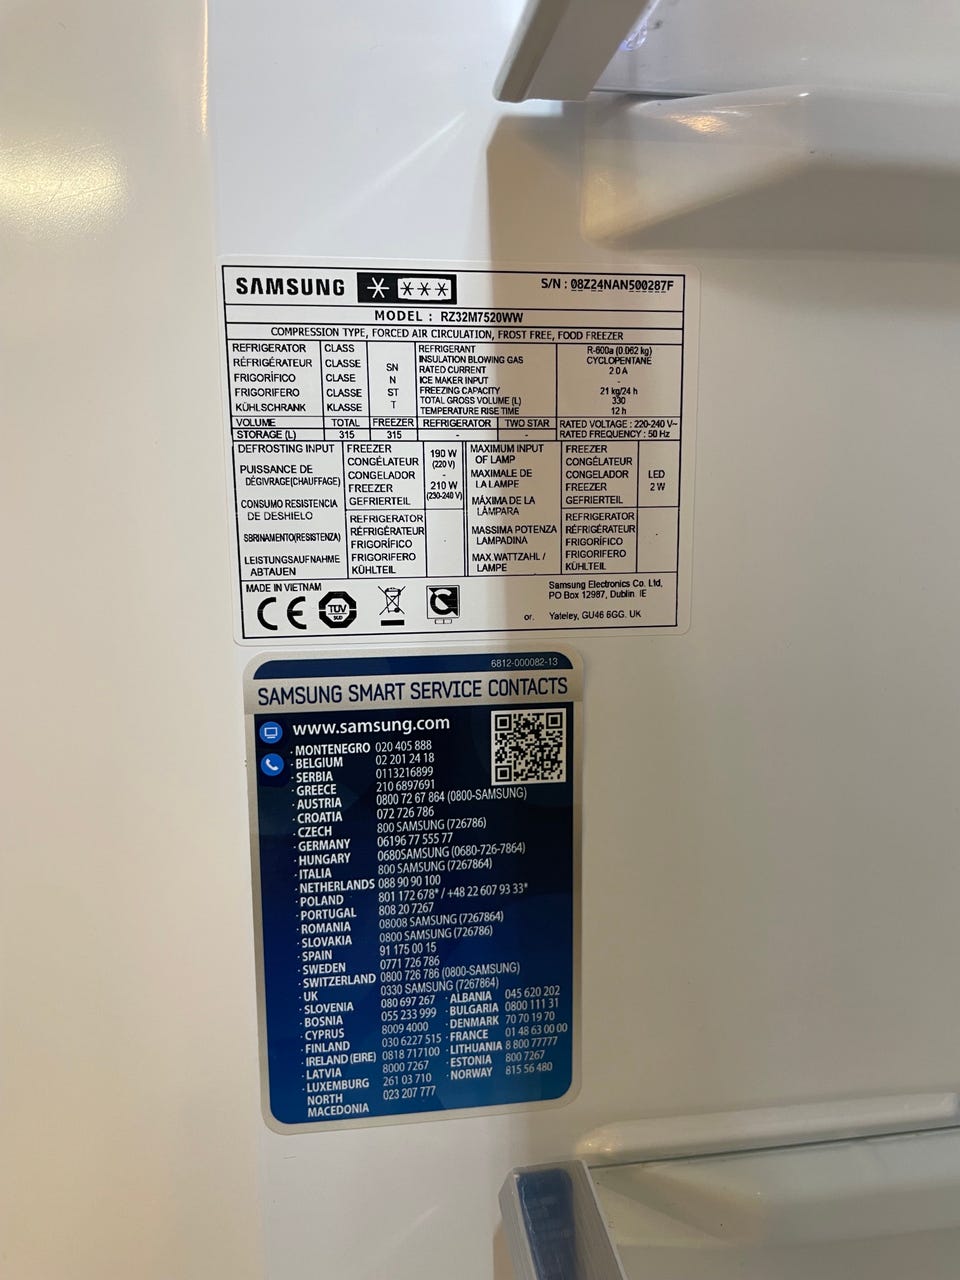 SAMSUNG
S/N : 08Z24NAN500287F
MODEL : RZ32M7520WW
COMPRESSION TYPE, FORCED AIR CIRCULATION, FROST FREE, FOOD FREEZER
REFRIGERATOR CLASS
RÉFRIGÉRATEUR CLASSE
FRIGORÍFICO CLASE
FRIGORIFERO CLASSE
KÜHLSCHRANK KLASSE
SN
N
ST
T
REFRIGERANT R-600a (0.062 kg)
INSULATION BLOWING GAS CYCLOPENTANE
RATED CURRENT 2.0 A
ICE MAKER INPUT -
FREEZING CAPACITY 21 kg/24 h
TOTAL GROSS VOLUME (L) 330
TEMPERATURE RISE TIME 12 h
VOLUME TOTAL FREEZER REFRIGERATOR TWO STAR RATED VOLTAGE : 220-240 V~
STORAGE (L) 315 315 - - RATED FREQUENCY : 50 Hz
DEFROSTING INPUT
PUISSANCE DE
DÉGIVRAGE(CHAUFFAGE)
CONSUMO RESISTENCIA
DE DESHIELO
SBRINAMENTO(RESISTENZA)
LEISTUNGSAUFNAHME
ABTAUEN
FREEZER
CONGÉLATEUR
CONGELADOR
FREEZER
GEFRIERTEIL
190 W
(220 V)
-
210 W
(230-240 V)
REFRIGERATOR
RÉFRIGÉRATEUR
FRIGORÍFICO
FRIGORIFERO
KÜHLTEIL
MAXIMUM INPUT
OF LAMP
MAXIMALE DE
LA LAMPE
MÁXIMA DE LA
LÁMPARA
MASSIMA POTENZA
LAMPADINA
MAX.WATTZAHL /
LAMPE
FREEZER
CONGÉLATEUR
CONGELADOR
FREEZER
GEFRIERTEIL
LED
2 W
REFRIGERATOR
RÉFRIGÉRATEUR
FRIGORÍFICO
FRIGORIFERO
KÜHLTEIL
MADE IN VIETNAM
CE
TÜV
SÜD
Samsung Electronics Co. Ltd,
PO Box 12987, Dublin. IE
or. Yateley, GU46 6GG. UK
6812-000082-13
SAMSUNG SMART SERVICE CONTACTS
www.samsung.com
· MONTENEGRO 020 405 888
· BELGIUM 02 201 24 18
· SERBIA 0113216899
· GREECE 210 6897691
· AUSTRIA 0800 72 67 864 (0800-SAMSUNG)
· CROATIA 072 726 786
· CZECH 800 SAMSUNG (726786)
· GERMANY 06196 77 555 77
· HUNGARY 0680SAMSUNG (0680-726-7864)
· ITALIA 800 SAMSUNG (7267864)
· NETHERLANDS 088 90 90 100
· POLAND 801 172 678* / +48 22 607 93 33*
· PORTUGAL 808 20 7267
· ROMANIA 08008 SAMSUNG (7267864)
· SLOVAKIA 0800 SAMSUNG (726786)
· SPAIN 91 175 00 15
· SWEDEN 0771 726 786
· SWITZERLAND 0800 726 786 (0800-SAMSUNG)
· UK 0330 SAMSUNG (7267864)
· SLOVENIA 080 697 267
· BOSNIA 055 233 999
· CYPRUS 8009 4000
· FINLAND 030 6227 515
· IRELAND (EIRE) 0818 717100
· LATVIA 8000 7267
· LUXEMBURG 261 03 710
· NORTH 023 207 777
MACEDONIA
· ALBANIA 045 620 202
· BULGARIA 0800 111 31
· DENMARK 70 70 19 70
· FRANCE 01 48 63 00 00
· LITHUANIA 8 800 77777
· ESTONIA 800 7267
· NORWAY 815 56 480